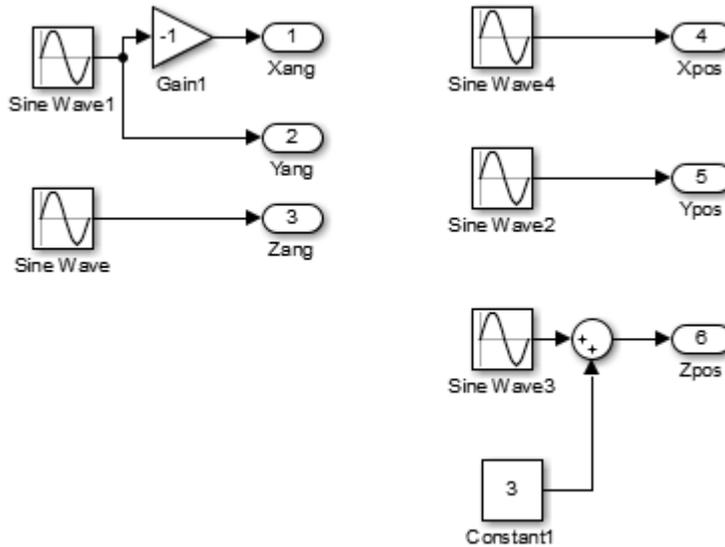 -1
1
4
Gain1
Xang
Xpos
Sine Wave1
Sine Wave4
2
Yang
5
Ypos
Sine Wave2
3
Zang
Sine Wave
6
Zpos
Sine Wave3
++
3
Constant1